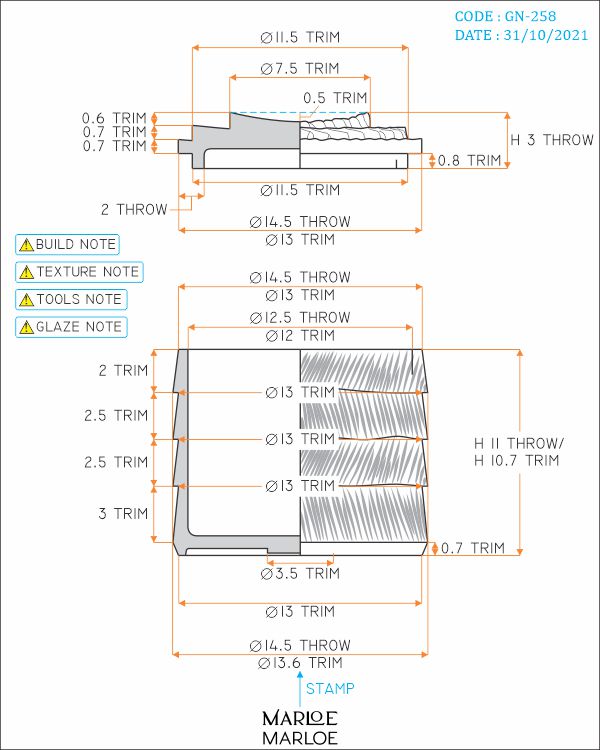 CODE : GN-258
DATE : 31/10/2021
Ø11.5 TRIM
Ø7.5 TRIM
0.5 TRIM
0.6 TRIM
0.7 TRIM
0.7 TRIM
H 3 THROW
0.8 TRIM
Ø11.5 TRIM
2 THROW
Ø14.5 THROW
Ø13 TRIM
BUILD NOTE
TEXTURE NOTE
TOOLS NOTE
GLAZE NOTE
Ø14.5 THROW
Ø13 TRIM
Ø12.5 THROW
Ø12 TRIM
2 TRIM
Ø13 TRIM
2.5 TRIM
Ø13 TRIM
H 11 THROW/
H 10.7 TRIM
2.5 TRIM
Ø13 TRIM
3 TRIM
0.7 TRIM
Ø3.5 TRIM
Ø13 TRIM
Ø14.5 THROW
Ø13.6 TRIM
STAMP
MARLOE
MARLOE